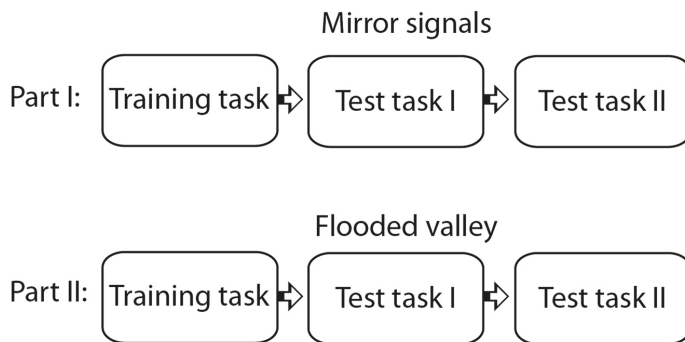 Mirror signals
Part I: Training task Test task I Test task II
Flooded valley
Part II: Training task Test task I Test task II